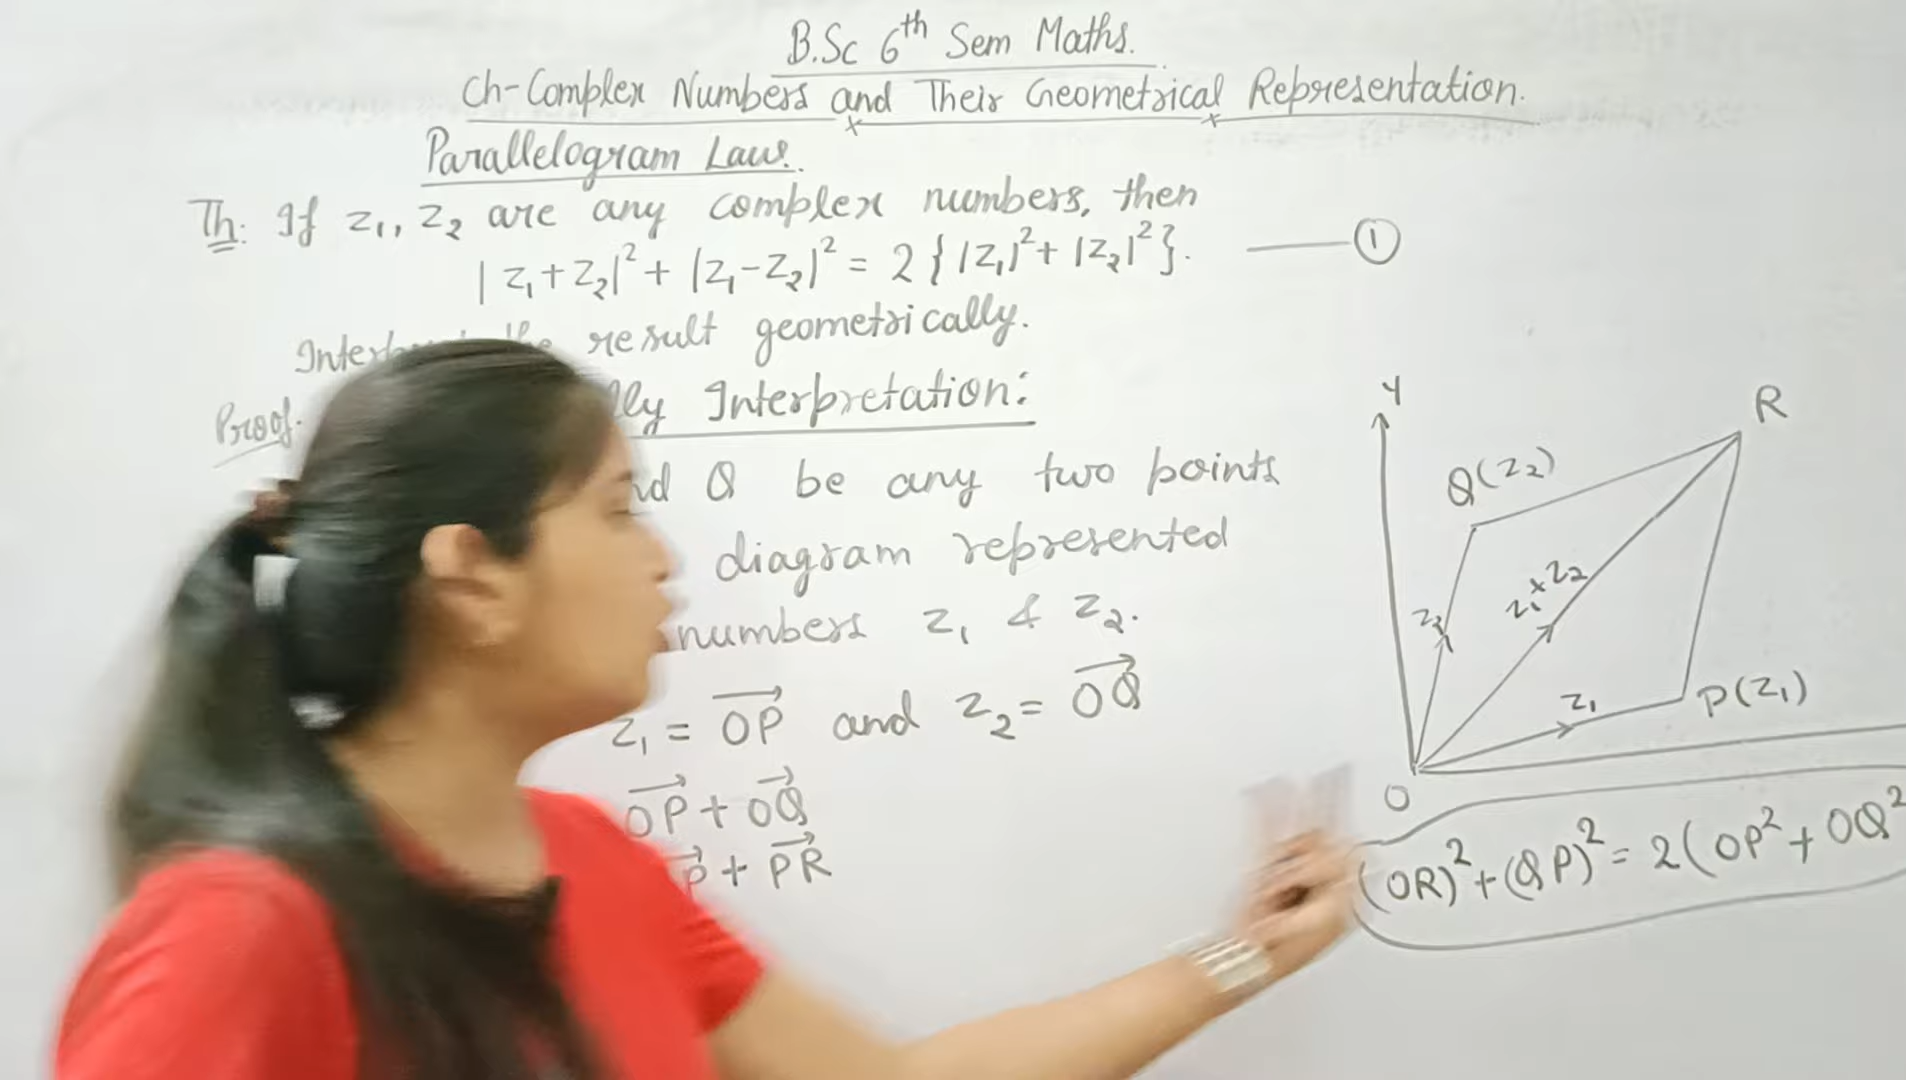 B.Sc 6th Sem Maths.
Ch-Complex Numbers and Their Geometrical Representation.
Parallelogram Law.
Th: If z₁, z₂ are any complex numbers, then
|z₁+z₂|² + |z₁-z₂|² = 2{|z₁|²+ |z₂|²}. ——— ①
result geometrically.
Proof. Interpretation:
Q be any two points
diagram represented
numbers z₁ & z₂.
z₁ = OP⃗ and z₂ = OQ⃗
OP⃗ + OQ⃗
P⃗ + PR⃗
Y
R
Q(z₂)
z₁+z₂
z₂
z₁
P(z₁)
O
(OR)²+(QP)²= 2(OP²+ OQ²